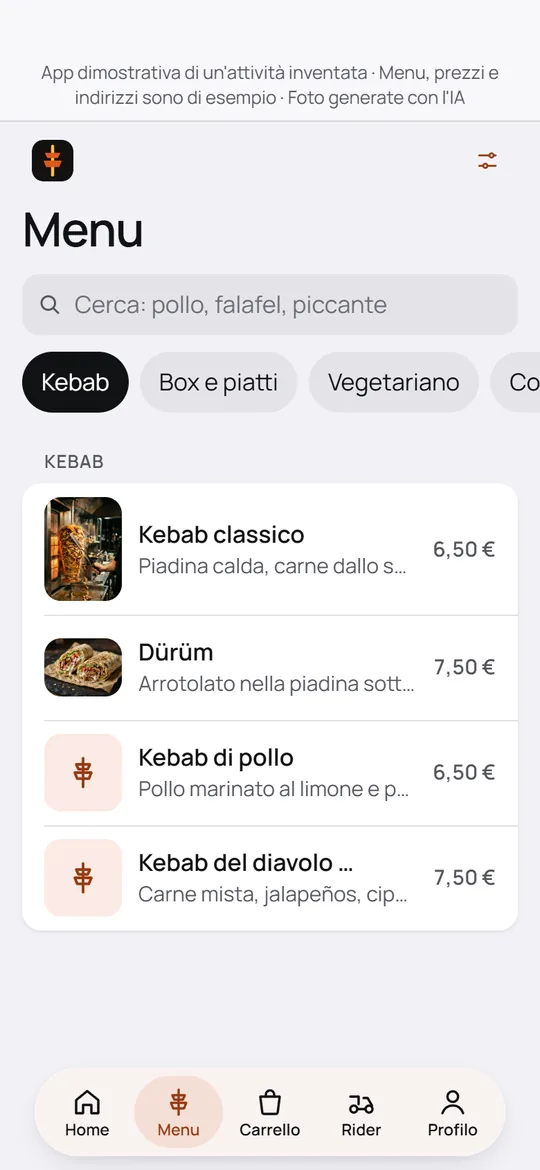 App dimostrativa di un'attività inventata · Menu, prezzi e
indirizzi sono di esempio · Foto generate con l'IA
Menu
Cerca: pollo, falafel, piccante
Kebab
Box e piatti
Vegetariano
Co
KEBAB
Kebab classico
Piadina calda, carne dallo s...
6,50 €
Dürüm
Arrotolato nella piadina sott...
7,50 €
Kebab di pollo
Pollo marinato al limone e p...
6,50 €
Kebab del diavolo ...
Carne mista, jalapeños, cip...
7,50 €
Home
Menu
Carrello
Rider
Profilo